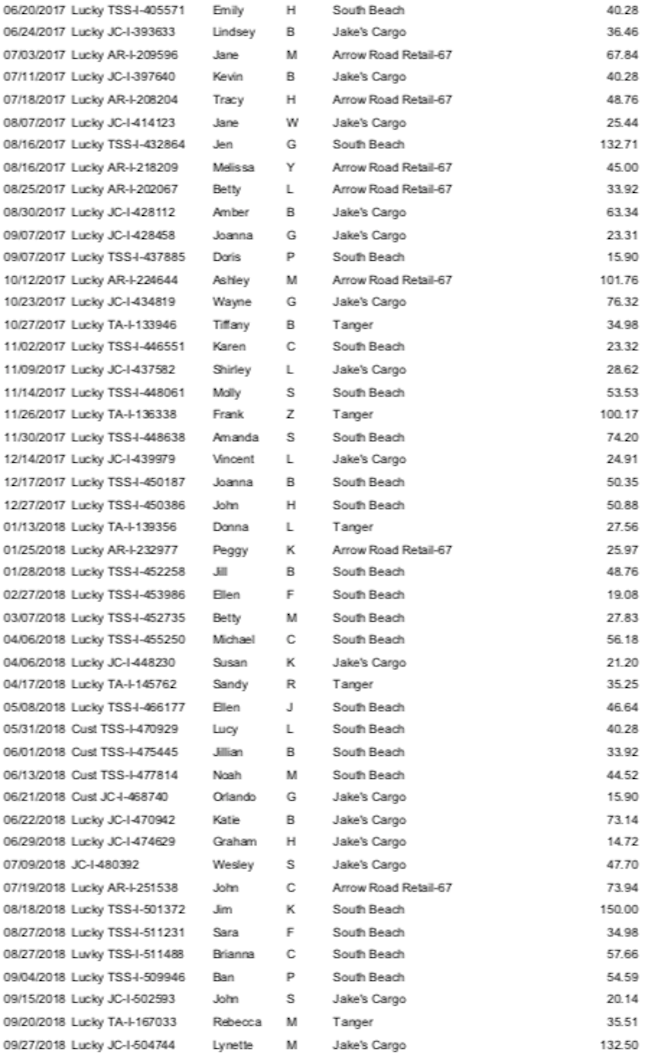 06/20/2017 Lucky TSS-I-405571 Emily H South Beach 40.28
06/24/2017 Lucky JC-I-393633 Lindsey B Jake's Cargo 36.46
07/03/2017 Lucky AR-I-209596 Jane M Arrow Road Retail-67 67.84
07/11/2017 Lucky JC-I-397640 Kevin B Jake's Cargo 40.28
07/18/2017 Lucky AR-I-208204 Tracy H Arrow Road Retail-67 48.76
08/07/2017 Lucky JC-I-414123 Jane W Jake's Cargo 25.44
08/16/2017 Lucky TSS-I-432864 Jen G South Beach 132.71
08/16/2017 Lucky AR-I-218209 Melissa Y Arrow Road Retail-67 45.00
08/25/2017 Lucky AR-I-202067 Betty L Arrow Road Retail-67 33.92
08/30/2017 Lucky JC-I-428112 Amber B Jake's Cargo 63.34
09/07/2017 Lucky JC-I-428458 Joanna G Jake's Cargo 23.31
09/07/2017 Lucky TSS-I-437885 Doris P South Beach 15.90
10/12/2017 Lucky AR-I-224644 Ashley M Arrow Road Retail-67 101.76
10/23/2017 Lucky JC-I-434819 Wayne G Jake's Cargo 76.32
10/27/2017 Lucky TA-I-133946 Tiffany B Tanger 34.98
11/02/2017 Lucky TSS-I-446551 Karen C South Beach 23.32
11/09/2017 Lucky JC-I-437582 Shirley L Jake's Cargo 28.62
11/14/2017 Lucky TSS-I-448061 Molly S South Beach 53.53
11/26/2017 Lucky TA-I-136338 Frank Z Tanger 100.17
11/30/2017 Lucky TSS-I-448638 Amanda S South Beach 74.20
12/14/2017 Lucky JC-I-439979 Vincent L Jake's Cargo 24.91
12/17/2017 Lucky TSS-I-450187 Joanna B South Beach 50.35
12/27/2017 Lucky TSS-I-450386 John H South Beach 50.88
01/13/2018 Lucky TA-I-139356 Donna L Tanger 27.56
01/25/2018 Lucky AR-I-232977 Peggy K Arrow Road Retail-67 25.97
01/28/2018 Lucky TSS-I-452258 Jill B South Beach 48.76
02/27/2018 Lucky TSS-I-453986 Ellen F South Beach 19.08
03/07/2018 Lucky TSS-I-452735 Betty M South Beach 27.83
04/06/2018 Lucky TSS-I-455250 Michael C South Beach 56.18
04/06/2018 Lucky JC-I-448230 Susan K Jake's Cargo 21.20
04/17/2018 Lucky TA-I-145762 Sandy R Tanger 35.25
05/08/2018 Lucky TSS-I-466177 Ellen J South Beach 46.64
05/31/2018 Cust TSS-I-470929 Lucy L South Beach 40.28
06/01/2018 Cust TSS-I-475445 Jillian B South Beach 33.92
06/13/2018 Cust TSS-I-477814 Noah M South Beach 44.52
06/21/2018 Cust JC-I-468740 Orlando G Jake's Cargo 15.90
06/22/2018 Lucky JC-I-470942 Katie B Jake's Cargo 73.14
06/29/2018 Lucky JC-I-474629 Graham H Jake's Cargo 14.72
07/09/2018 JC-I-480392 Wesley S Jake's Cargo 47.70
07/19/2018 Lucky AR-I-251538 John C Arrow Road Retail-67 73.94
08/18/2018 Lucky TSS-I-501372 Jim K South Beach 150.00
08/27/2018 Lucky TSS-I-511231 Sara F South Beach 34.98
08/27/2018 Luvky TSS-I-511488 Brianna C South Beach 57.66
09/04/2018 Lucky TSS-I-509946 Ban P South Beach 54.59
09/15/2018 Lucky JC-I-502593 John S Jake's Cargo 20.14
09/20/2018 Lucky TA-I-167033 Rebecca M Tanger 35.51
09/27/2018 Lucky JC-I-504744 Lynette M Jake's Cargo 132.50